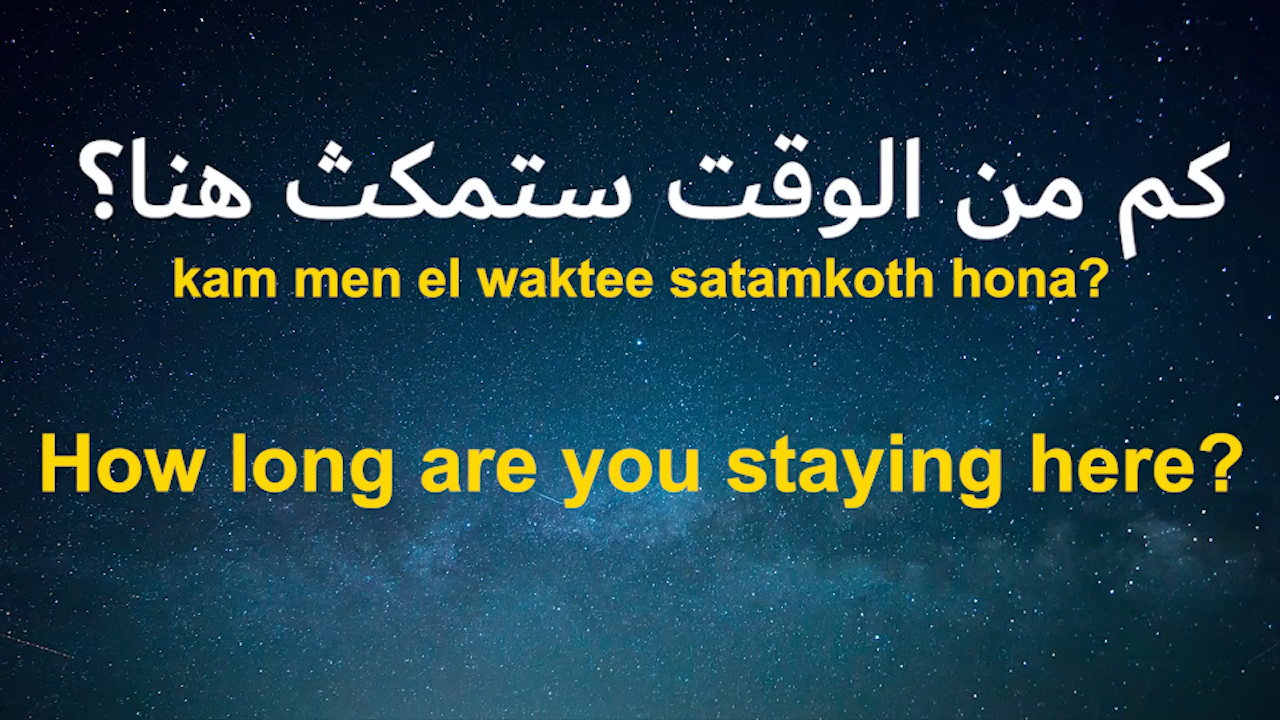 كم من الوقت ستمكث هنا؟
kam men el waktee satamkoth hona?
How long are you staying here?